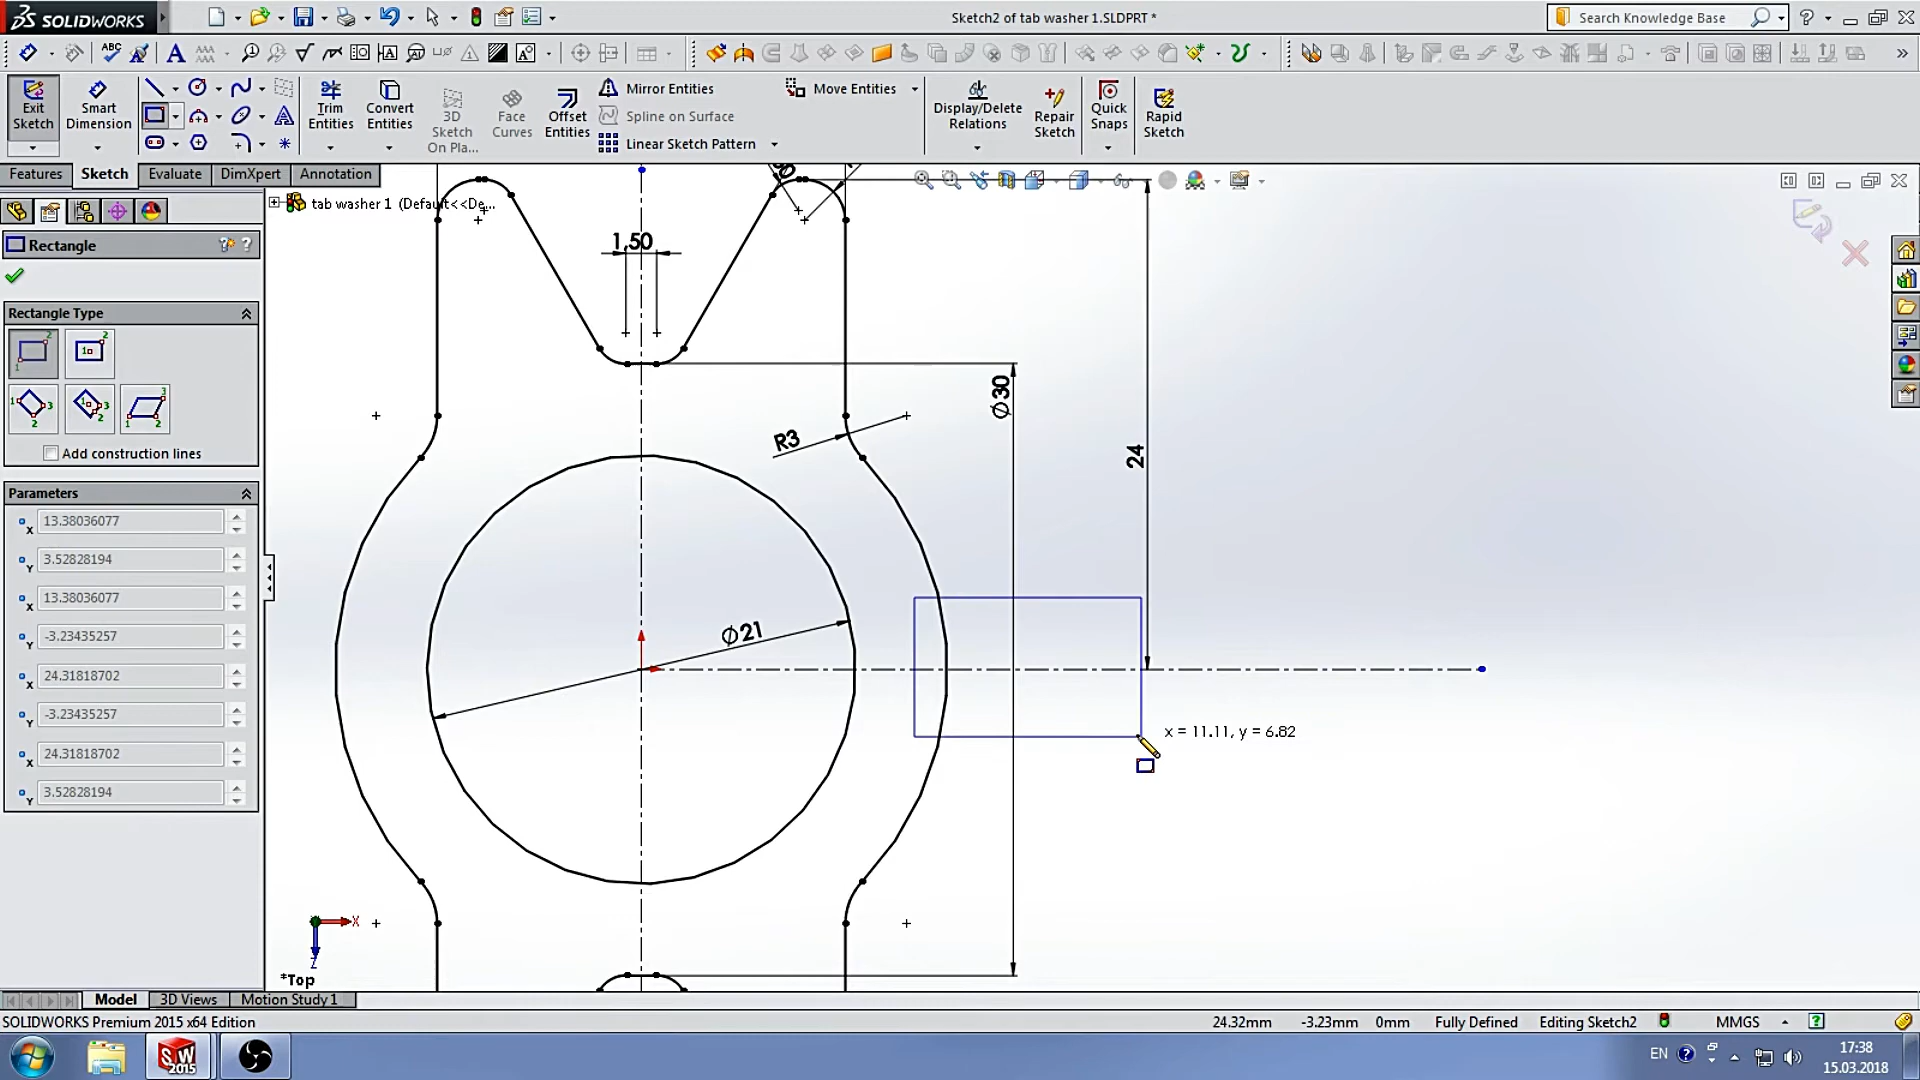 SOLIDWORKS
Sketch2 of tab washer 1.SLDPRT *
Search Knowledge Base
Exit Sketch
Smart Dimension
Trim Entities
Convert Entities
3D Sketch On Pla...
Face Curves
Offset Entities
Mirror Entities
Spline on Surface
Linear Sketch Pattern
Move Entities
Display/Delete Relations
Repair Sketch
Quick Snaps
Rapid Sketch
Features
Sketch
Evaluate
DimXpert
Annotation
tab washer 1 (Default<<De...
Rectangle
Rectangle Type
Add construction lines
Parameters
13.38036077
3.52828194
13.38036077
-3.23435257
24.31818702
-3.23435257
24.31818702
3.52828194
1,50
Ø30
R3
24
Ø21
x = 11.11, y = 6.82
X
Z
*Top
Model
3D Views
Motion Study 1
SOLIDWORKS Premium 2015 x64 Edition
24.32mm
-3.23mm
0mm
Fully Defined
Editing Sketch2
MMGS
EN
17:38
15.03.2018